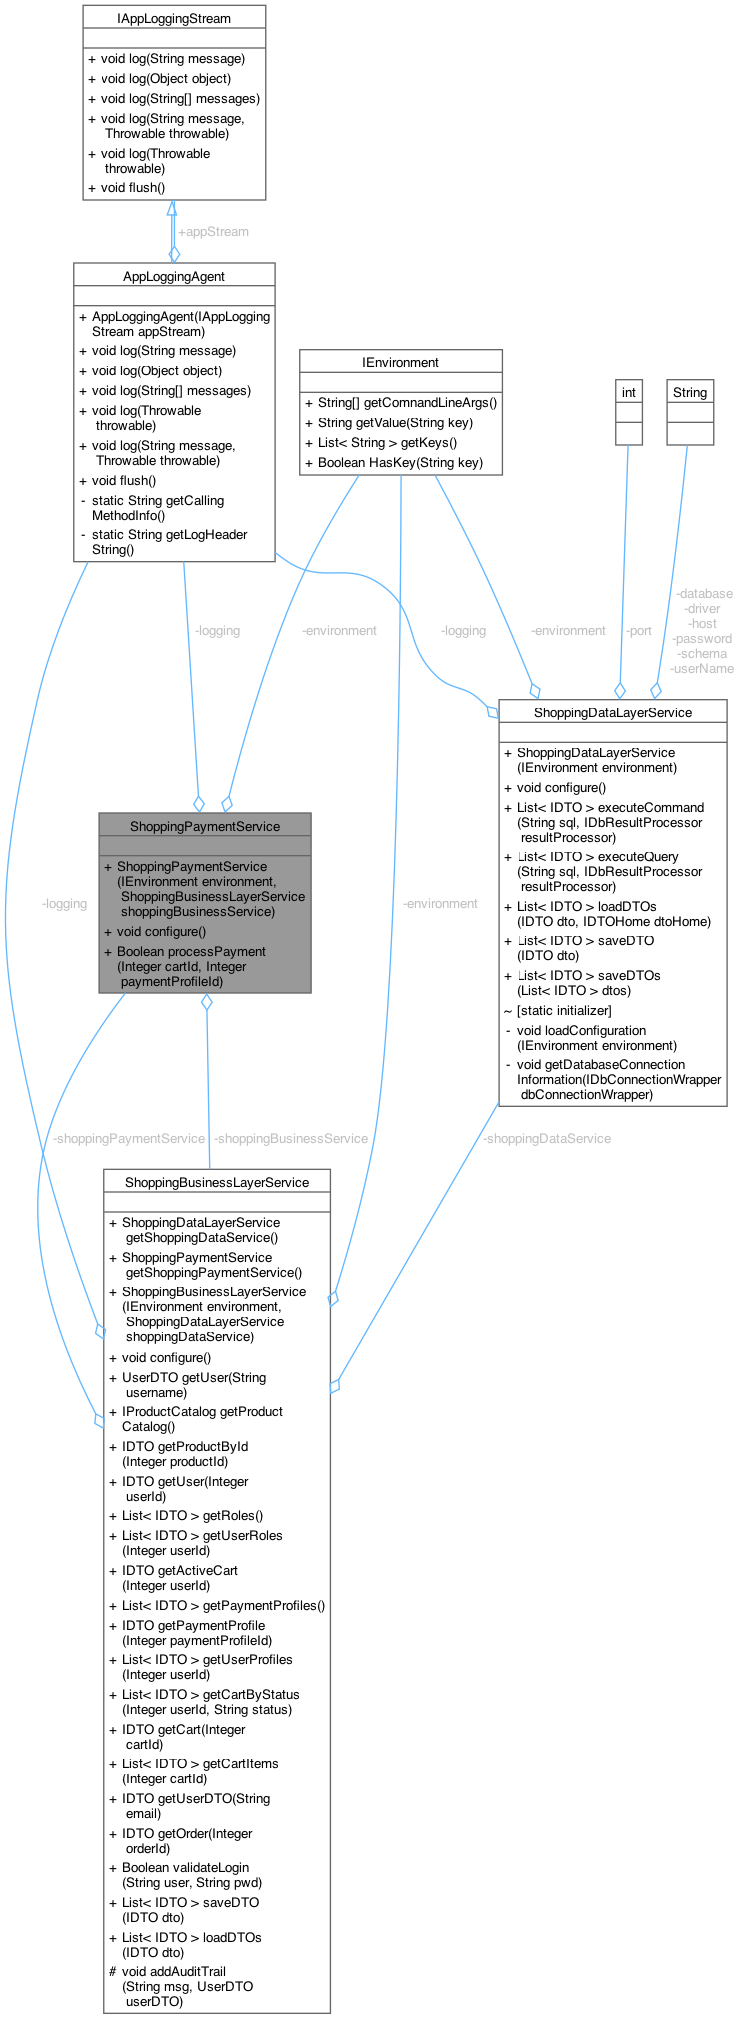 IAppLoggingStream
+ void log(String message)
+ void log(Object object)
+ void log(String[] messages)
+ void log(String message,
Throwable throwable)
+ void log(Throwable
throwable)
+ void flush()
+appStream
AppLoggingAgent
+ AppLoggingAgent(IAppLogging
Stream appStream)
+ void log(String message)
+ void log(Object object)
+ void log(String[] messages)
+ void log(Throwable
throwable)
+ void log(String message,
Throwable throwable)
+ void flush()
- static String getCalling
MethodInfo()
- static String getLogHeader
String()
IEnvironment
+ String[] getComnandLineArgs()
+ String getValue(String key)
+ List< String > getKeys()
+ Boolean HasKey(String key)
int
String
-logging
-environment
-logging
-environment
-port
-database
-driver
-host
-password
-schema
-userName
ShoppingDataLayerService
+ ShoppingDataLayerService
(IEnvironment environment)
+ void configure()
+ List< IDTO > executeCommand
(String sql, IDbResultProcessor
resultProcessor)
+ List< IDTO > executeQuery
(String sql, IDbResultProcessor
resultProcessor)
+ List< IDTO > loadDTOs
(IDTO dto, IDTOHome dtoHome)
+ List< IDTO > saveDTO
(IDTO dto)
+ List< IDTO > saveDTOs
(List< IDTO > dtos)
~ [static initializer]
- void loadConfiguration
(IEnvironment environment)
- void getDatabaseConnection
Information(IDbConnectionWrapper
dbConnectionWrapper)
ShoppingPaymentService
+ ShoppingPaymentService
(IEnvironment environment,
ShoppingBusinessLayerService
shoppingBusinessService)
+ void configure()
+ Boolean processPayment
(Integer cartId, Integer
paymentProfileId)
-logging
-environment
-shoppingPaymentService
-shoppingBusinessService
-shoppingDataService
ShoppingBusinessLayerService
+ ShoppingDataLayerService
getShoppingDataService()
+ ShoppingPaymentService
getShoppingPaymentService()
+ ShoppingBusinessLayerService
(IEnvironment environment,
ShoppingDataLayerService
shoppingDataService)
+ void configure()
+ UserDTO getUser(String
username)
+ IProductCatalog getProduct
Catalog()
+ IDTO getProductById
(Integer productId)
+ IDTO getUser(Integer
userId)
+ List< IDTO > getRoles()
+ List< IDTO > getUserRoles
(Integer userId)
+ IDTO getActiveCart
(Integer userId)
+ List< IDTO > getPaymentProfiles()
+ IDTO getPaymentProfile
(Integer paymentProfileId)
+ List< IDTO > getUserProfiles
(Integer userId)
+ List< IDTO > getCartByStatus
(Integer userId, String status)
+ IDTO getCart(Integer
cartId)
+ List< IDTO > getCartItems
(Integer cartId)
+ IDTO getUserDTO(String
email)
+ IDTO getOrder(Integer
orderId)
+ Boolean validateLogin
(String user, String pwd)
+ List< IDTO > saveDTO
(IDTO dto)
+ List< IDTO > loadDTOs
(IDTO dto)
# void addAuditTrail
(String msg, UserDTO
userDTO)